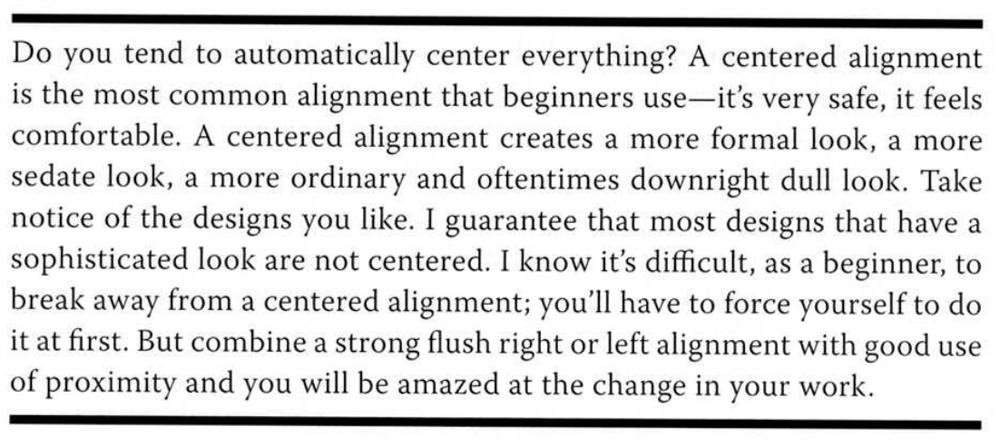 Do you tend to automatically center everything? A centered alignment
is the most common alignment that beginners use—it’s very safe, it feels
comfortable. A centered alignment creates a more formal look, a more
sedate look, a more ordinary and oftentimes downright dull look. Take
notice of the designs you like. I guarantee that most designs that have a
sophisticated look are not centered. I know it’s difficult, as a beginner, to
break away from a centered alignment; you’ll have to force yourself to do
it at first. But combine a strong flush right or left alignment with good use
of proximity and you will be amazed at the change in your work.